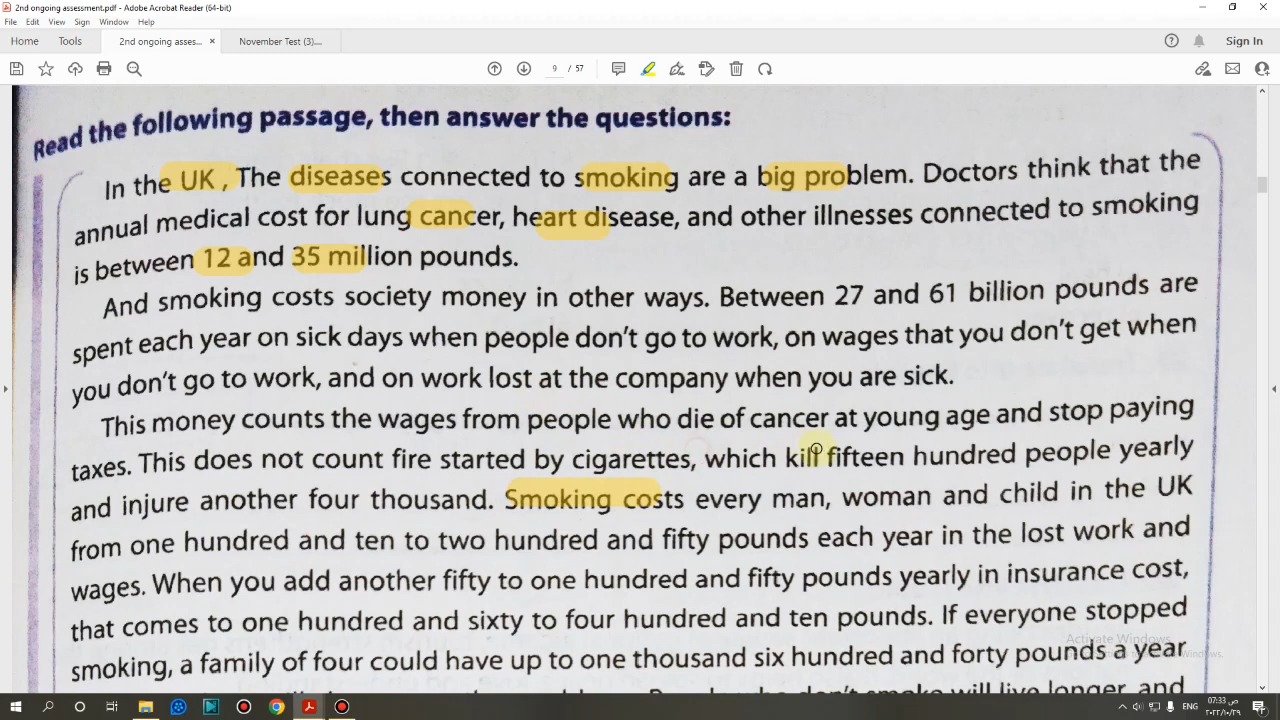 2nd ongoing assessment.pdf - Adobe Acrobat Reader (64-bit)
File Edit View Sign Window Help
Home Tools 2nd ongoing asses... × November Test (3)... Sign In
9 / 57
Read the following passage, then answer the questions:
In the UK , The diseases connected to smoking are a big problem. Doctors think that the
annual medical cost for lung cancer, heart disease, and other illnesses connected to smoking
is between 12 and 35 million pounds.
And smoking costs society money in other ways. Between 27 and 61 billion pounds are
spent each year on sick days when people don't go to work, on wages that you don't get when
you don't go to work, and on work lost at the company when you are sick.
This money counts the wages from people who die of cancer at young age and stop paying
taxes. This does not count fire started by cigarettes, which kill fifteen hundred people yearly
and injure another four thousand. Smoking costs every man, woman and child in the UK
from one hundred and ten to two hundred and fifty pounds each year in the lost work and
wages. When you add another fifty to one hundred and fifty pounds yearly in insurance cost,
that comes to one hundred and sixty to four hundred and ten pounds. If everyone stopped
smoking, a family of four could have up to one thousand six hundred and forty pounds a year
People who don't smoke will live longer, and
Activate Windows
ENG
07:33 ص
٢٠٢٢/١٠/٢٩